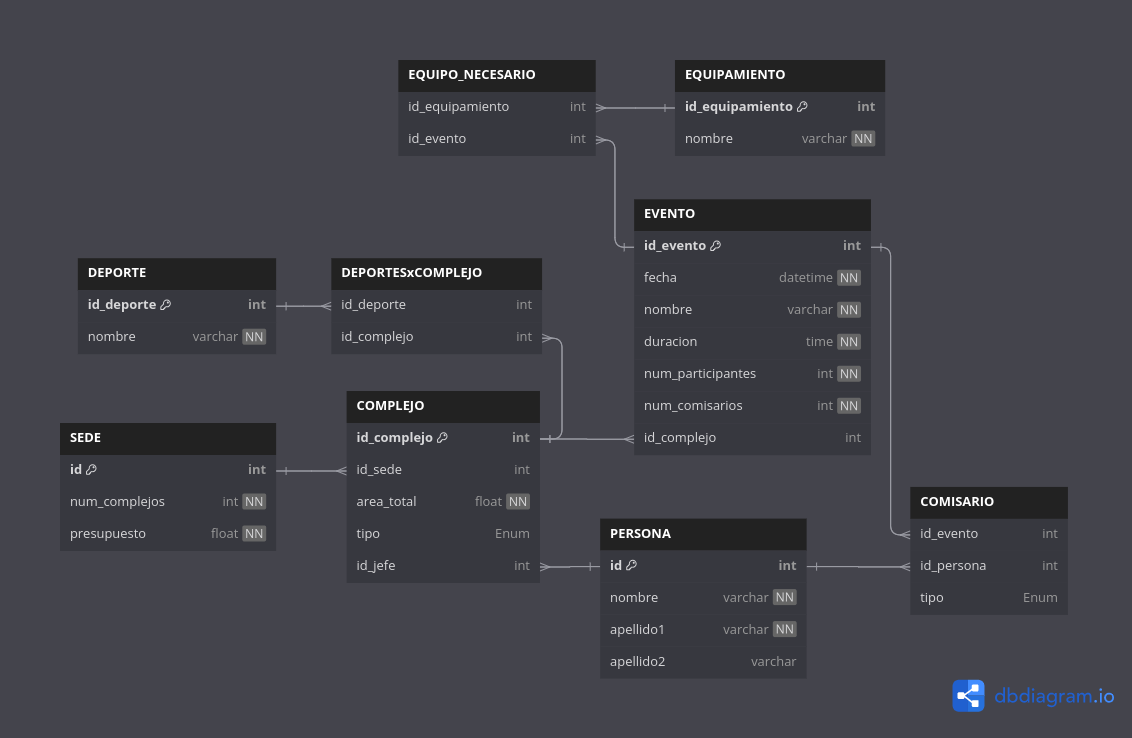 EQUIPO_NECESARIO
id_equipamiento int
id_evento int
EQUIPAMIENTO
id_equipamiento int
nombre varchar NN
EVENTO
id_evento int
fecha datetime NN
nombre varchar NN
duracion time NN
num_participantes int NN
num_comisarios int NN
id_complejo int
DEPORTE
id_deporte int
nombre varchar NN
DEPORTESxCOMPLEJO
id_deporte int
id_complejo int
COMPLEJO
id_complejo int
id_sede int
area_total float NN
tipo Enum
id_jefe int
SEDE
id int
num_complejos int NN
presupuesto float NN
PERSONA
id int
nombre varchar NN
apellido1 varchar NN
apellido2 varchar
COMISARIO
id_evento int
id_persona int
tipo Enum
dbdiagram.io